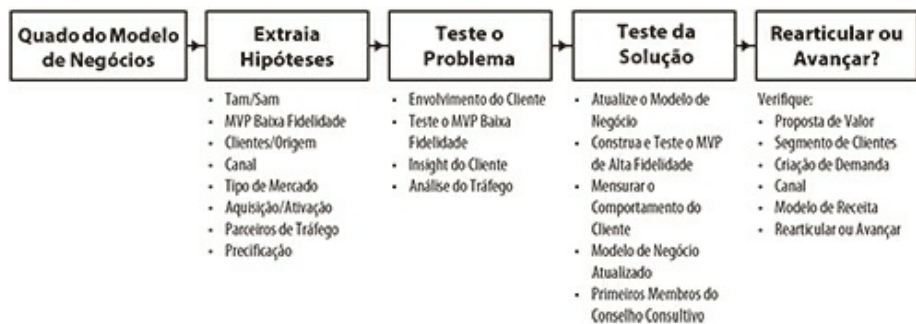 Quado do Modelo
de Negócios
Extraia
Hipóteses
• Tam/Sam
• MVP Baixa Fidelidade
• Clientes/Origem
• Canal
• Tipo de Mercado
• Aquisição/Ativação
• Parceiros de Tráfego
• Precificação
Teste o
Problema
• Envolvimento do Cliente
• Teste o MVP Baixa
Fidelidade
• Insight do Cliente
• Análise do Tráfego
Teste da
Solução
• Atualize o Modelo de
Negócio
• Construa e Teste o MVP
de Alta Fidelidade
• Mensurar o
Comportamento do
Cliente
• Modelo de Negócio
Atualizado
• Primeiros Membros do
Conselho Consultivo
Rearticular ou
Avançar?
Verifique:
• Proposta de Valor
• Segmento de Clientes
• Criação de Demanda
• Canal
• Modelo de Receita
• Rearticular ou Avançar